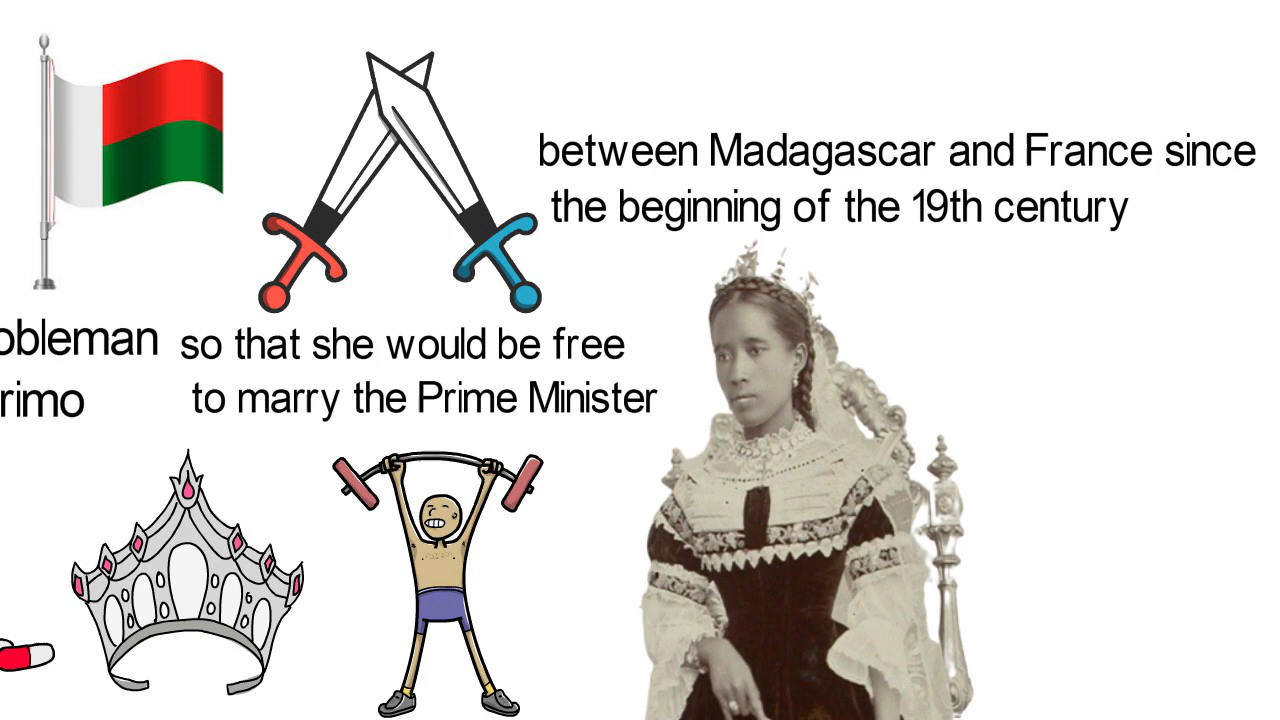 between Madagascar and France since
the beginning of the 19th century
so that she would be free
to marry the Prime Minister